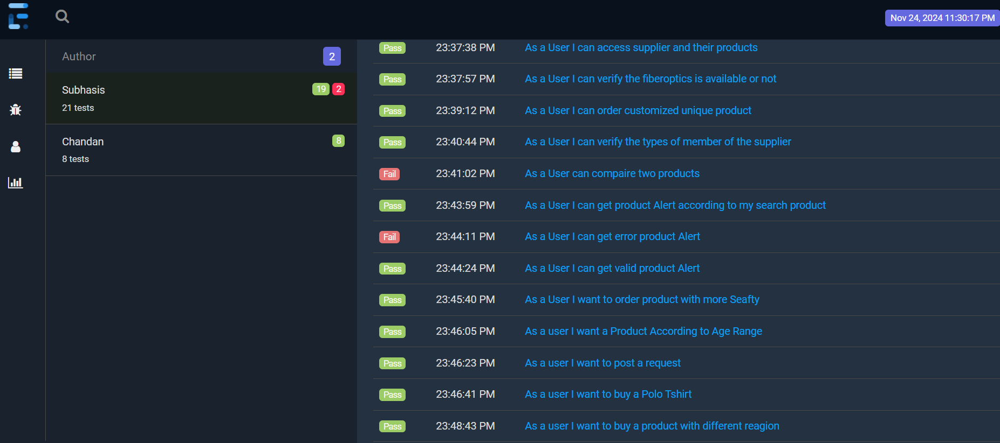 Nov 24, 2024 11:30:17 PM
Author 2
Subhasis 19 2
21 tests
Chandan 8
8 tests
Pass 23:37:38 PM As a User I can access supplier and their products
Pass 23:37:57 PM As a User I can verify the fiberoptics is available or not
Pass 23:39:12 PM As a User I can order customized unique product
Pass 23:40:44 PM As a User I can verify the types of member of the supplier
Fail 23:41:02 PM As a User can compaire two products
Pass 23:43:59 PM As a User I can get product Alert according to my search product
Fail 23:44:11 PM As a User I can get error product Alert
Pass 23:44:24 PM As a User I can get valid product Alert
Pass 23:45:40 PM As a User I want to order product with more Seafty
Pass 23:46:05 PM As a user I want a Product According to Age Range
Pass 23:46:23 PM As a user I want to post a request
Pass 23:46:41 PM As a user I want to buy a Polo Tshirt
Pass 23:48:43 PM As a user I want to buy a product with different reagion